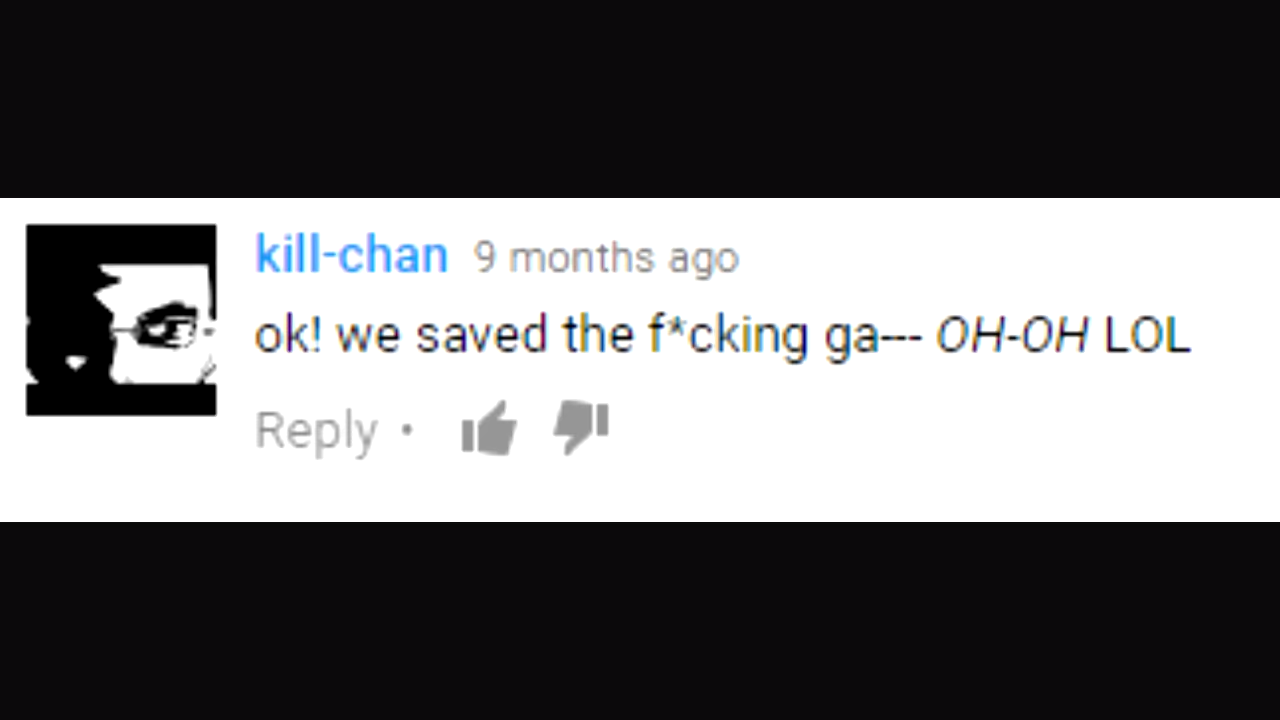 kill-chan 9 months ago
ok! we saved the f*cking ga--- OH-OH LOL
Reply •